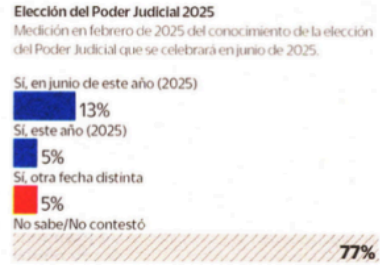 Elección del Poder Judicial 2025
Medición en febrero de 2025 del conocimiento de la elección
del Poder Judicial que se celebrará en junio de 2025.
Sí, en junio de este año (2025)
13%
Sí, este año (2025)
5%
Sí, otra fecha distinta
5%
No sabe/No contestó
77%